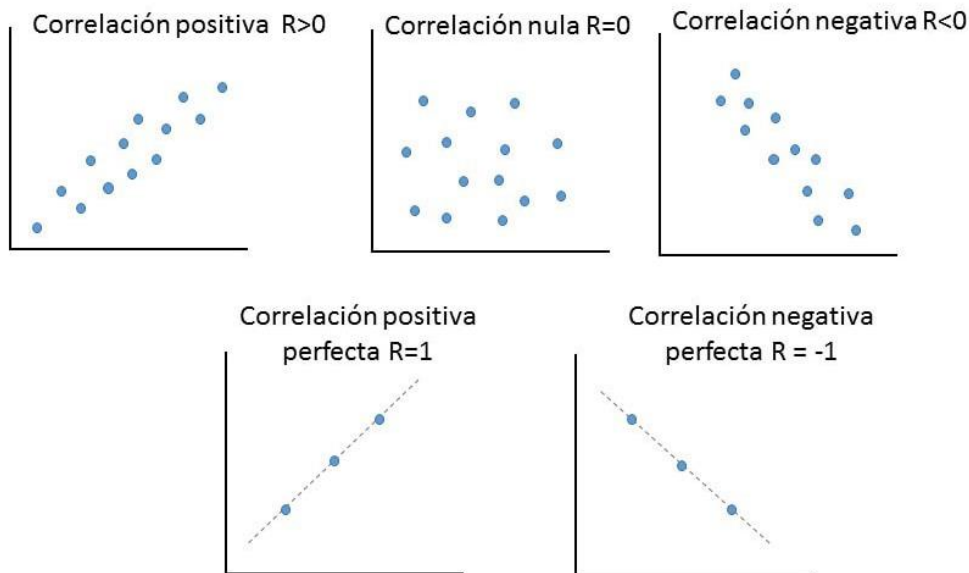 Correlación positiva R>0
Correlación nula R=0
Correlación negativa R<0
Correlación positiva
perfecta R=1
Correlación negativa
perfecta R = -1